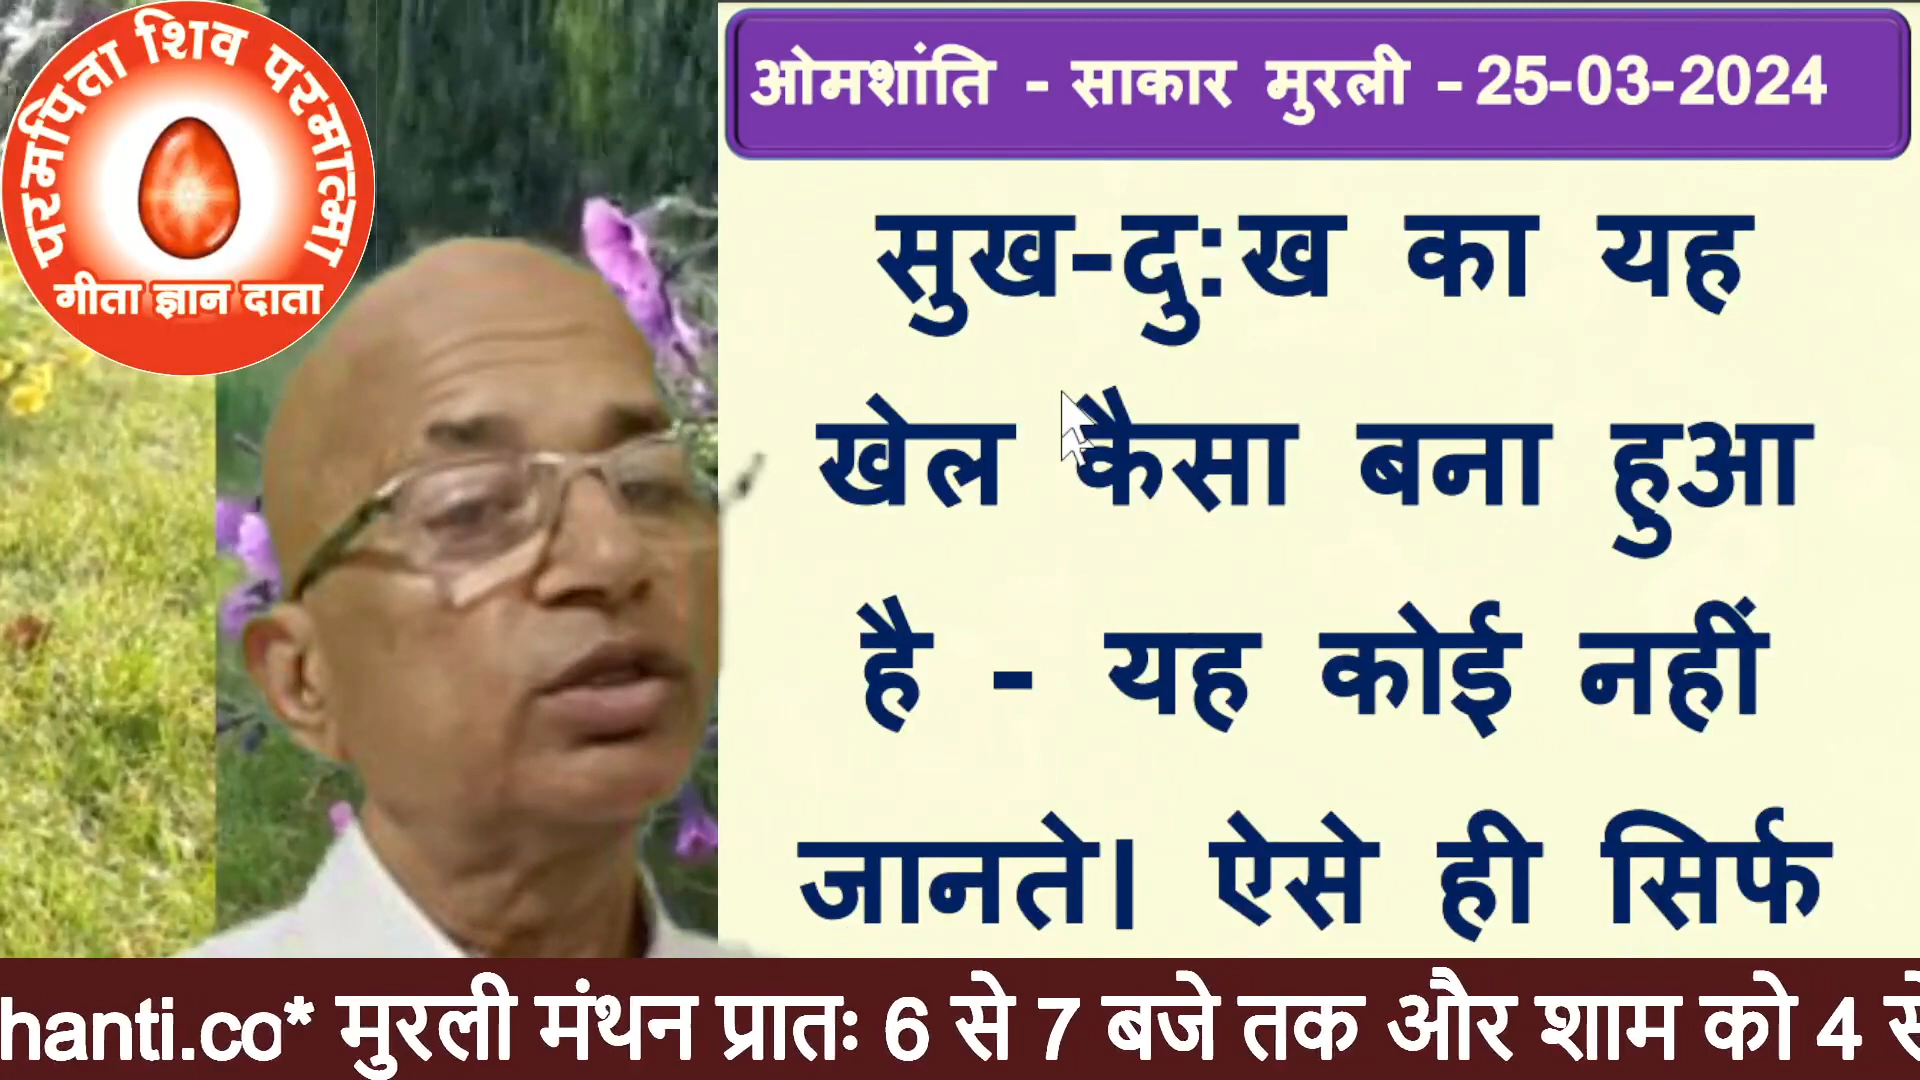 परमपिता शिव परमात्मा
गीता ज्ञान दाता
ओमशांति - साकार मुरली - 25-03-2024
सुख-दु:ख का यह
खेल कैसा बना हुआ
है - यह कोई नहीं
जानते। ऐसे ही सिर्फ
hanti.co* मुरली मंथन प्रातः 6 से 7 बजे तक और शाम को 4 से